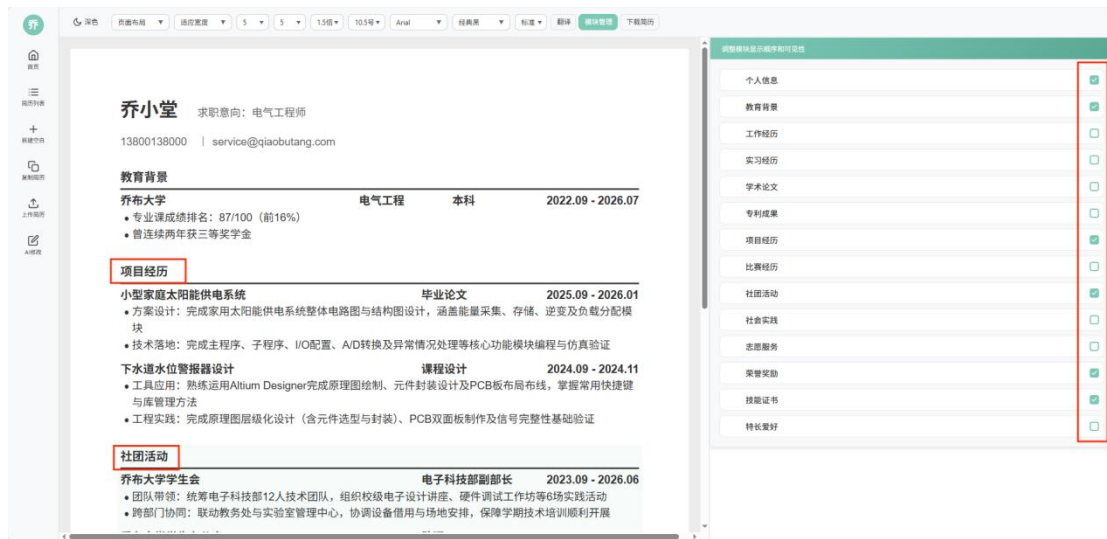 乔
深色 页面布局 适应宽度 5 5 1.5倍 10.5号 Arial 经典黑 标准 翻译 模块管理 下载简历
首页
简历列表
新建空白
复制简历
上传简历
AI修改
乔小堂 求职意向：电气工程师
13800138000 | service@qiaobutang.com
教育背景
乔布大学 电气工程 本科 2022.09 - 2026.07
• 专业课成绩排名：87/100（前16%）
• 曾连续两年获三等奖学金
项目经历
小型家庭太阳能供电系统 毕业论文 2025.09 - 2026.01
• 方案设计：完成家用太阳能供电系统整体电路图与结构图设计，涵盖能量采集、存储、逆变及负载分配模
块
• 技术落地：完成主程序、子程序、I/O配置、A/D转换及异常情况处理等核心功能模块编程与仿真验证
下水道水位警报器设计 课程设计 2024.09 - 2024.11
• 工具应用：熟练运用Altium Designer完成原理图绘制、元件封装设计及PCB板布局布线，掌握常用快捷键
与库管理方法
• 工程实践：完成原理图层级化设计（含元件选型与封装）、PCB双面板制作及信号完整性基础验证
社团活动
乔布大学学生会 电子科技部副部长 2023.09 - 2026.06
• 团队带领：统筹电子科技部12人技术团队，组织校级电子设计讲座、硬件调试工作坊等6场实践活动
• 跨部门协同：联动教务处与实验室管理中心，协调设备借用与场地安排，保障学期技术培训顺利开展
调整模块显示顺序和可见性
个人信息
教育背景
工作经历
实习经历
学术论文
专利成果
项目经历
比赛经历
社团活动
社会实践
志愿服务
荣誉奖励
技能证书
特长爱好